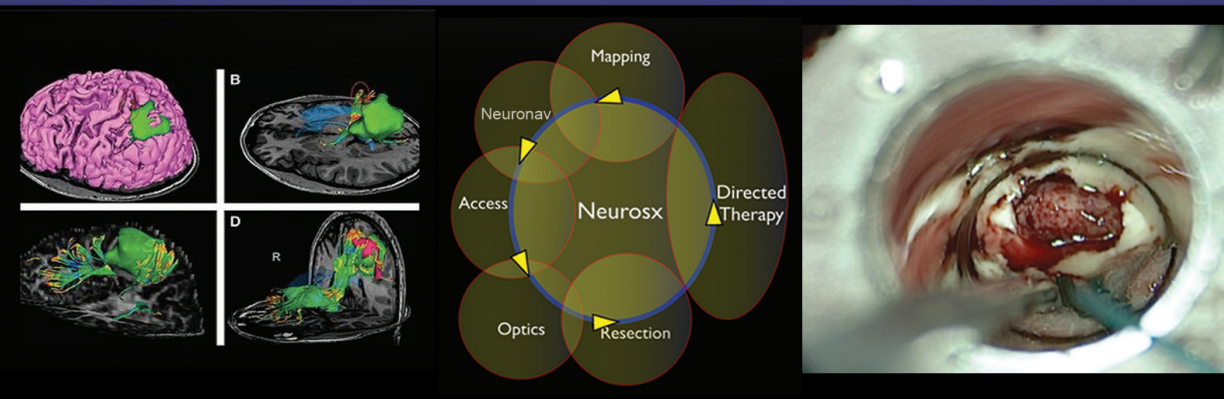 B
D
R
Mapping
Neuronav
Access
Neurosx
Directed
Therapy
Optics
Resection